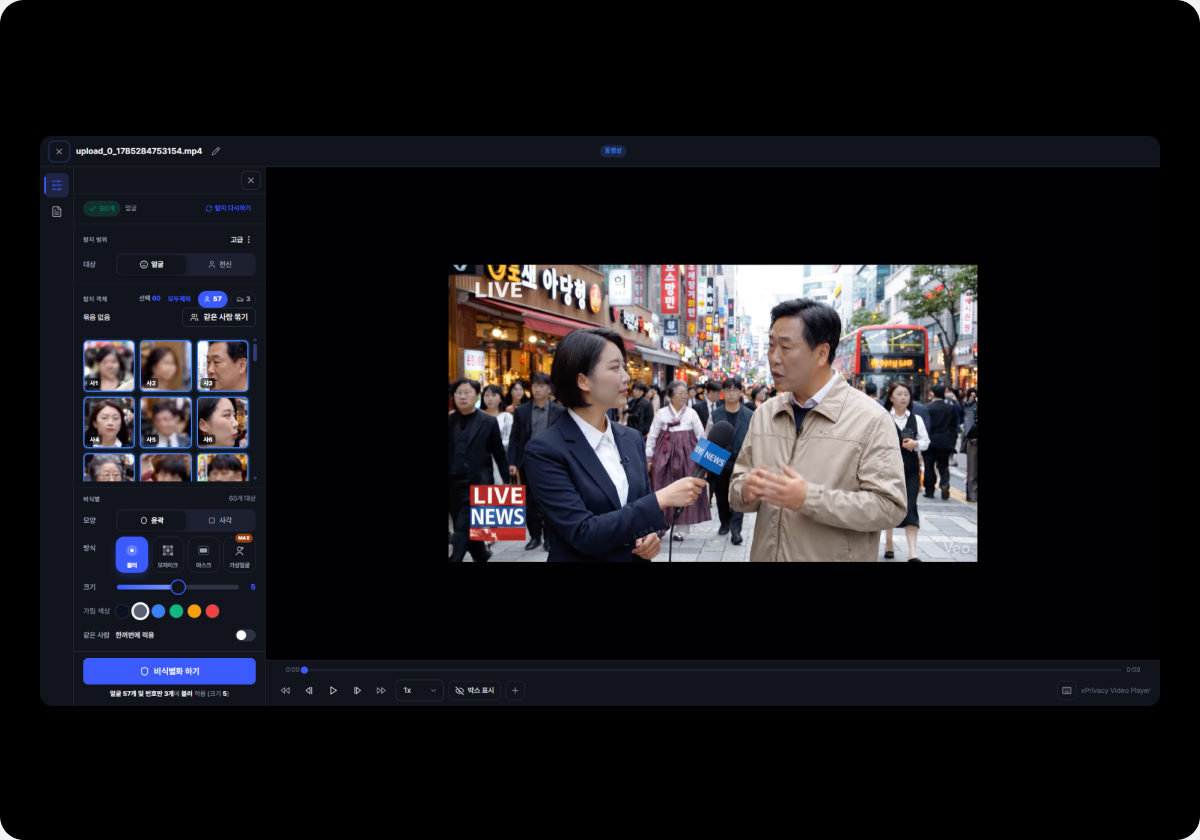 upload_0_1785284753154.mp4
동영상
60개 얼굴 탐지 다시하기
탐지 범위 고급
대상 얼굴 전신
탐지 객체 선택 60 모두제외 57 3
묶음 없음 같은 사람 묶기
사1 사2 사3
사4 사5 사6
비식별 60개 대상
모양 윤곽 사각
방식 블러 모자이크 마스크 가상얼굴 MAX
크기 5
가림 색상
같은 사람 한꺼번에 적용
비식별화 하기
얼굴 57개 및 번호판 3개에 블러 적용 (크기 5)
LIVE
NEWS
LIVE
NEWS
Veo
0:00 0:08
1x 박스 표시 xPrivacy Video Player